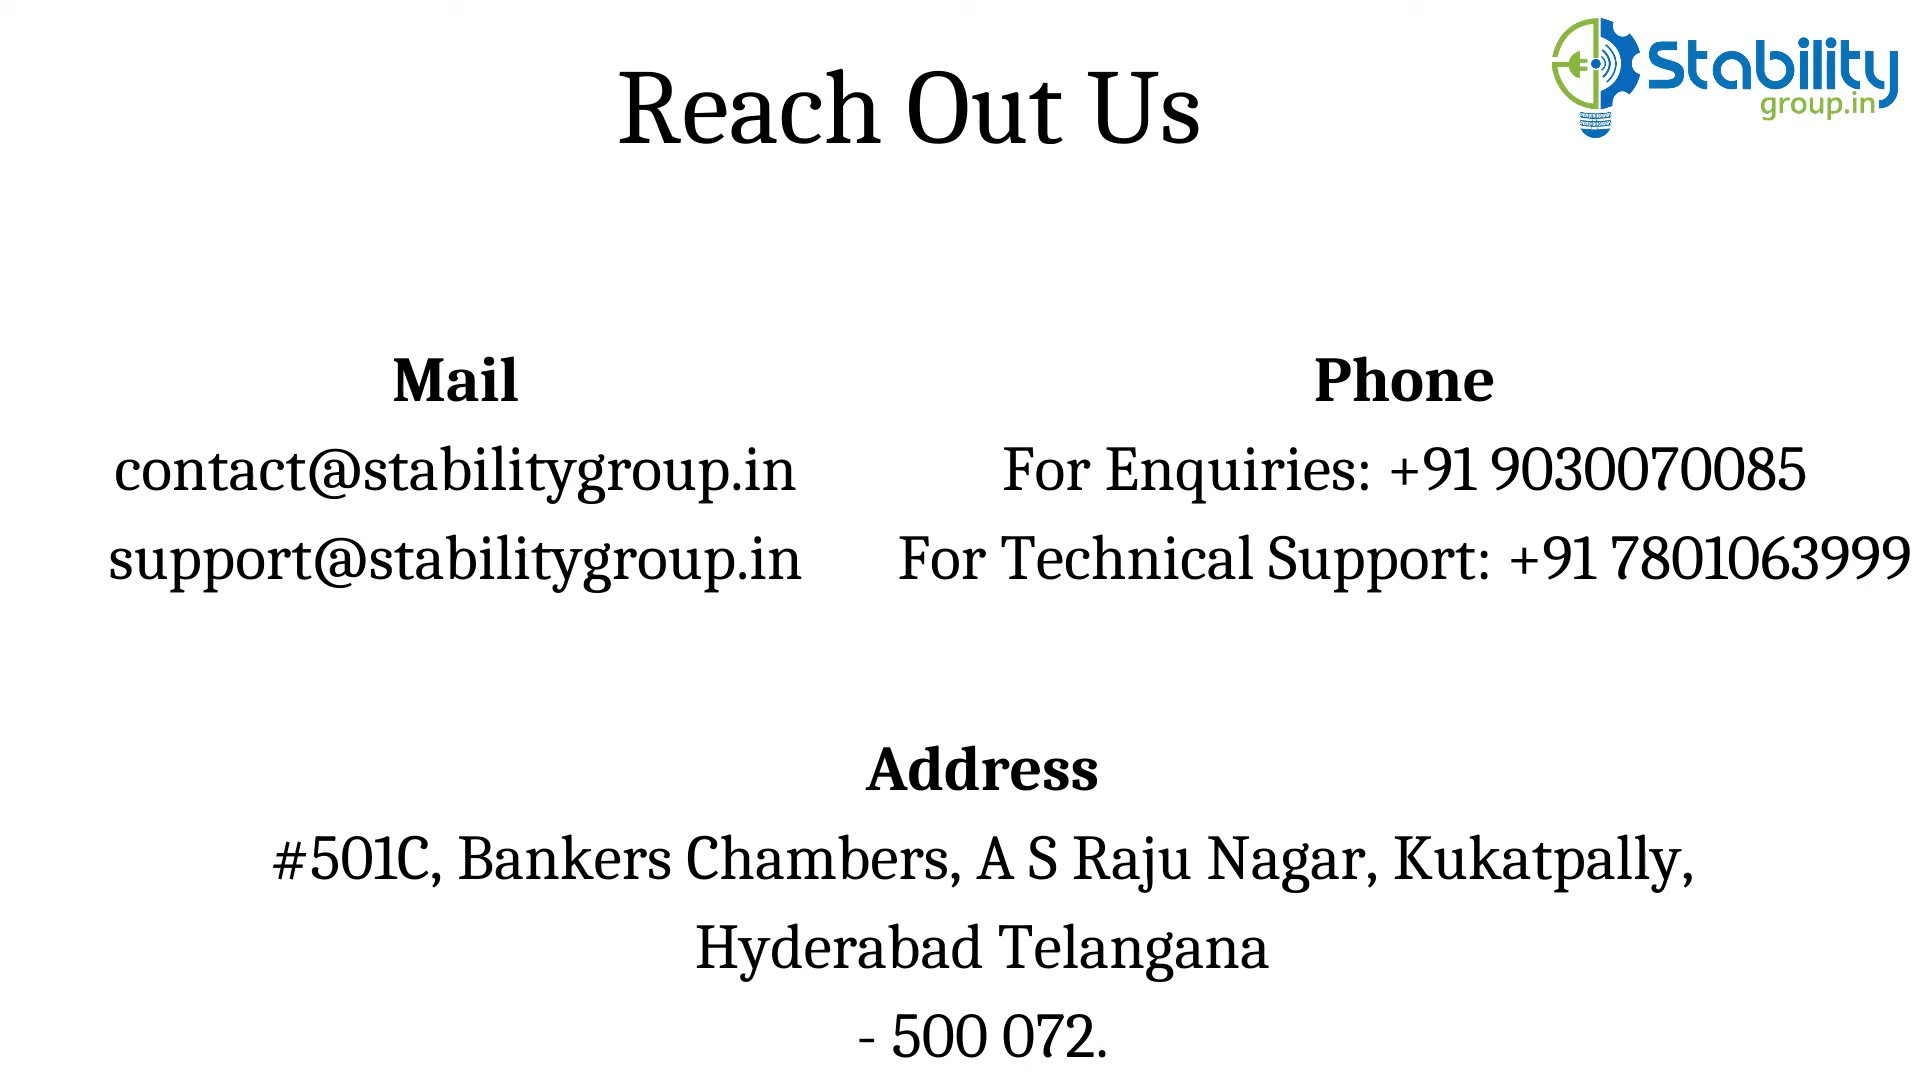 Stability
group.in
Reach Out Us
Mail
contact@stabilitygroup.in
support@stabilitygroup.in
Phone
For Enquiries: +91 9030070085
For Technical Support: +91 7801063999
Address
#501C, Bankers Chambers, A S Raju Nagar, Kukatpally,
Hyderabad Telangana
- 500 072.